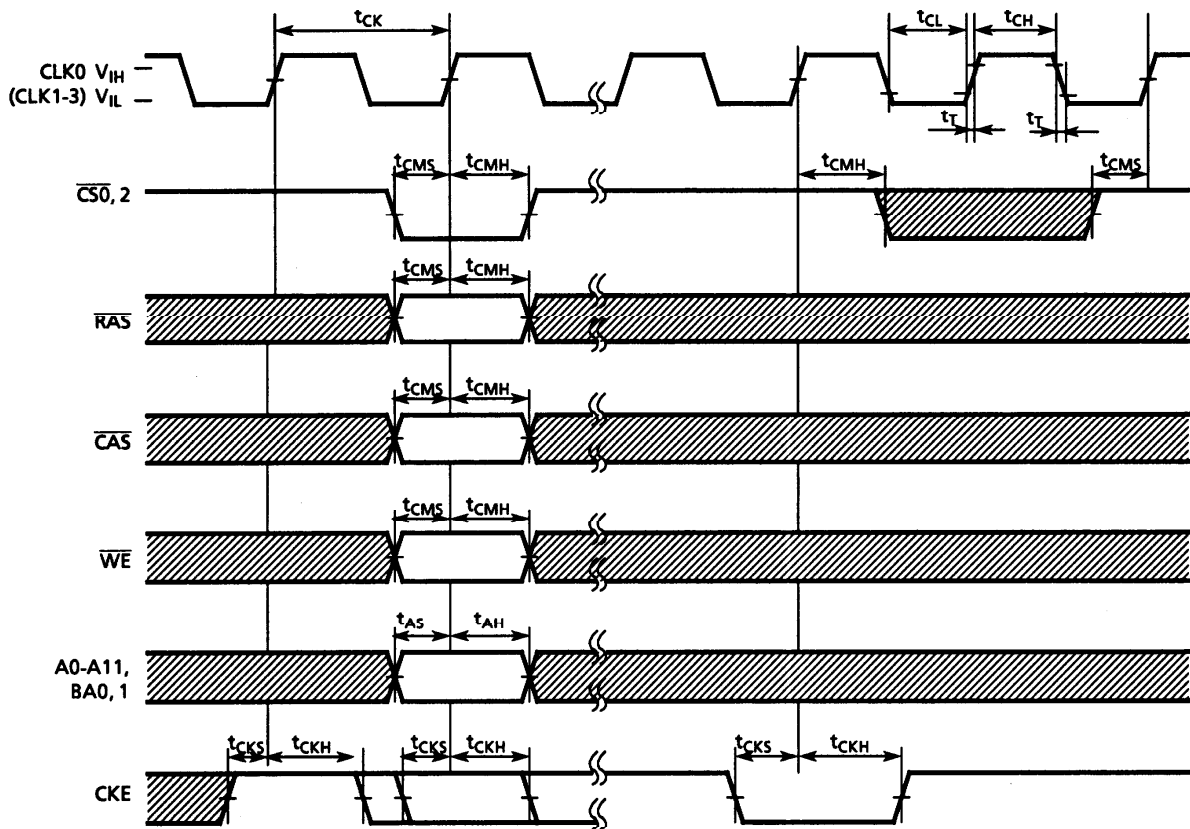 tCK tCL tCH
CLK0 VIH
(CLK1-3) VIL
tT tT
tCMS tCMH tCMH tCMS
CS0, 2
tCMS tCMH
RAS
tCMS tCMH
CAS
tCMS tCMH
WE
tAS tAH
A0-A11,
BA0, 1
tCKS tCKH tCKS tCKH tCKS tCKH
CKE